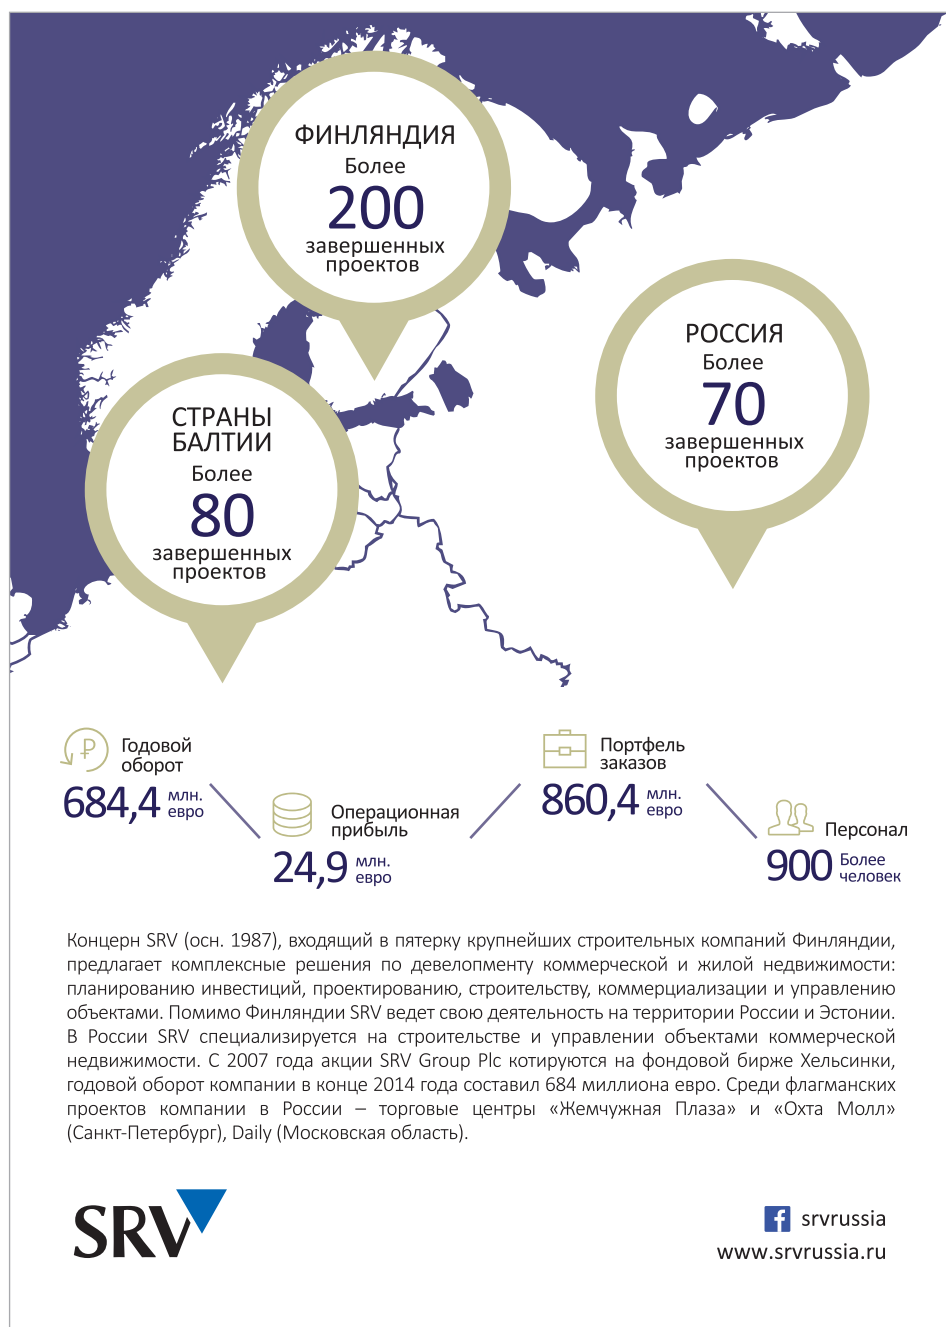 ФИНЛЯНДИЯ
Более
200
завершенных
проектов
РОССИЯ
Более
70
завершенных
проектов
СТРАНЫ
БАЛТИИ
Более
80
завершенных
проектов
Годовой
оборот
684,4 млн.
евро
Операционная
прибыль
24,9 млн.
евро
Портфель
заказов
860,4 млн.
евро
Персонал
900 Более
человек
Концерн SRV (осн. 1987), входящий в пятерку крупнейших строительных компаний Финляндии,
предлагает комплексные решения по девелопменту коммерческой и жилой недвижимости:
планированию инвестиций, проектированию, строительству, коммерциализации и управлению
объектами. Помимо Финляндии SRV ведет свою деятельность на территории России и Эстонии.
В России SRV специализируется на строительстве и управлении объектами коммерческой
недвижимости. С 2007 года акции SRV Group Plc котируются на фондовой бирже Хельсинки,
годовой оборот компании в конце 2014 года составил 684 миллиона евро. Среди флагманских
проектов компании в России – торговые центры «Жемчужная Плаза» и «Охта Молл»
(Санкт-Петербург), Daily (Московская область).
SRV
srvrussia
www.srvrussia.ru